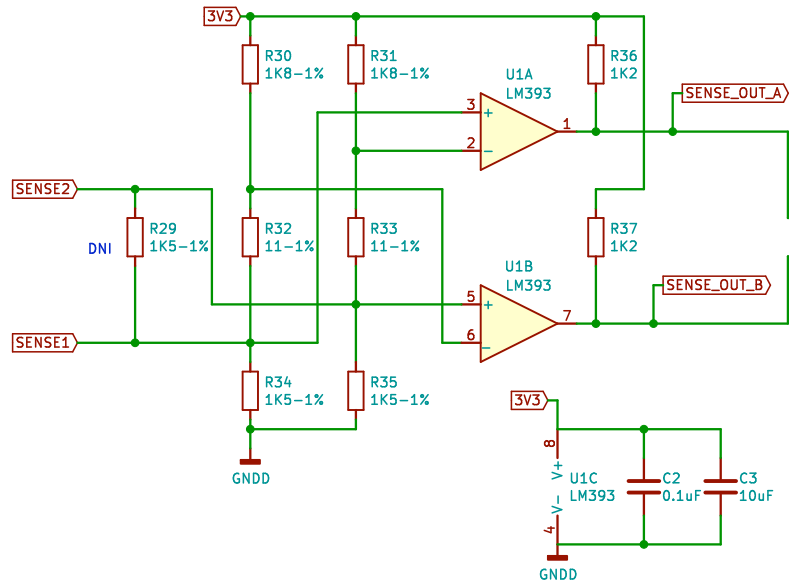 3V3
R30
1K8-1%
R31
1K8-1%
R36
1K2
U1A
LM393
SENSE_OUT_A
3
+
1
2
−
SENSE2
R29
1K5-1%
DNI
R32
11-1%
R33
11-1%
R37
1K2
U1B
LM393
SENSE_OUT_B
5
+
7
6
−
SENSE1
R34
1K5-1%
R35
1K5-1%
GNDD
3V3
8
V+
U1C
LM393
V-
4
C2
0.1uF
C3
10uF
GNDD